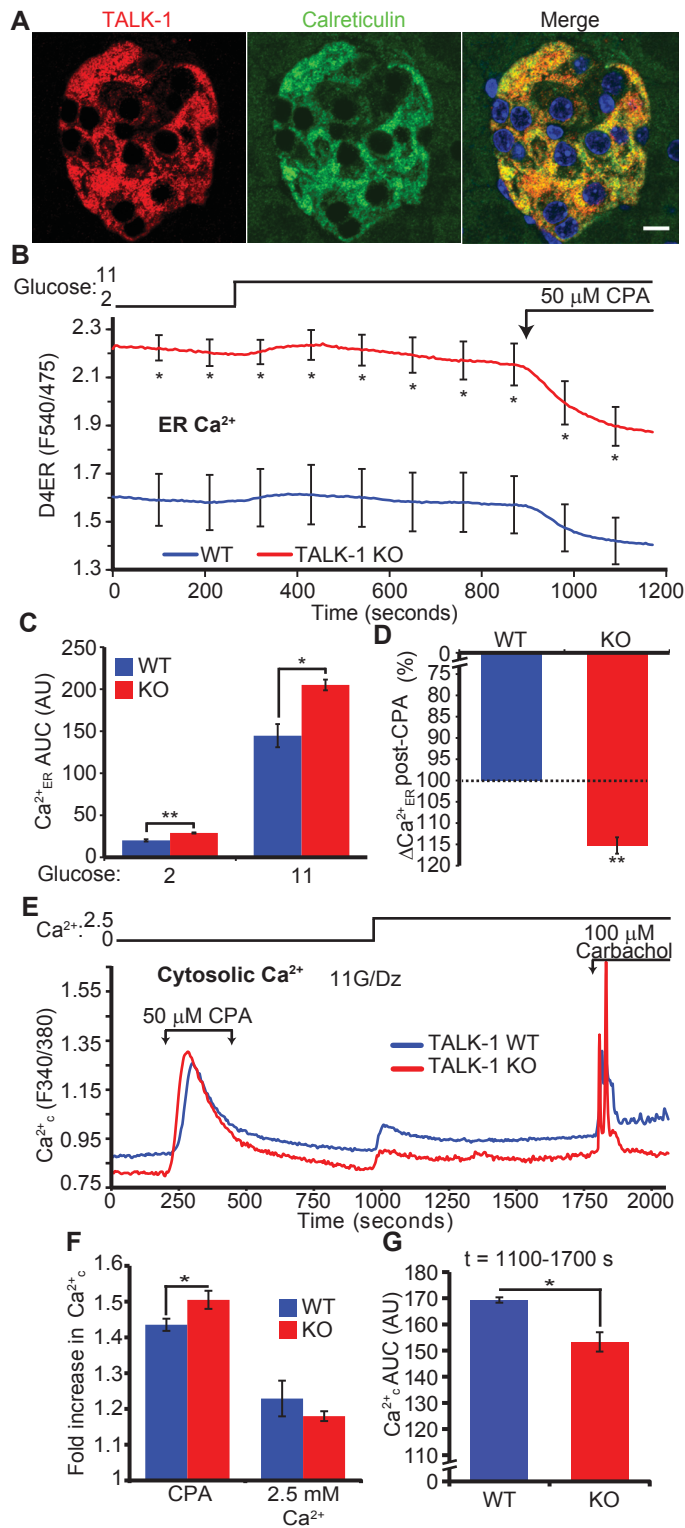 A
TALK-1
Calreticulin
Merge
B
Glucose:
11
2
50 μM CPA
2.3
2.1
1.9
1.7
1.5
1.3
D4ER (F540/475)
* * * * * * * * * *
ER Ca²⁺
WT
TALK-1 KO
0 200 400 600 800 1000 1200
Time (seconds)
C
250
200
150
100
50
0
Ca²⁺ER AUC (AU)
WT
KO
**
*
Glucose: 2 11
D
WT KO
0
75
80
85
90
95
100
105
110
115
120
ΔCa²⁺ER post-CPA (%)
**
E
Ca²⁺:
2.5
0
100 μM
Carbachol
Cytosolic Ca²⁺ 11G/Dz
50 μM CPA
TALK-1 WT
TALK-1 KO
1.55
1.35
1.15
0.95
0.75
Ca²⁺c (F340/380)
0 250 500 750 1000 1250 1500 1750 2000
Time (seconds)
F
1.6
1.5
1.4
1.3
1.2
1.1
1
Fold increase in Ca²⁺c
*
WT
KO
CPA 2.5 mM
Ca²⁺
G
t = 1100-1700 s
*
170
160
150
140
130
120
110
0
Ca²⁺c AUC (AU)
WT KO